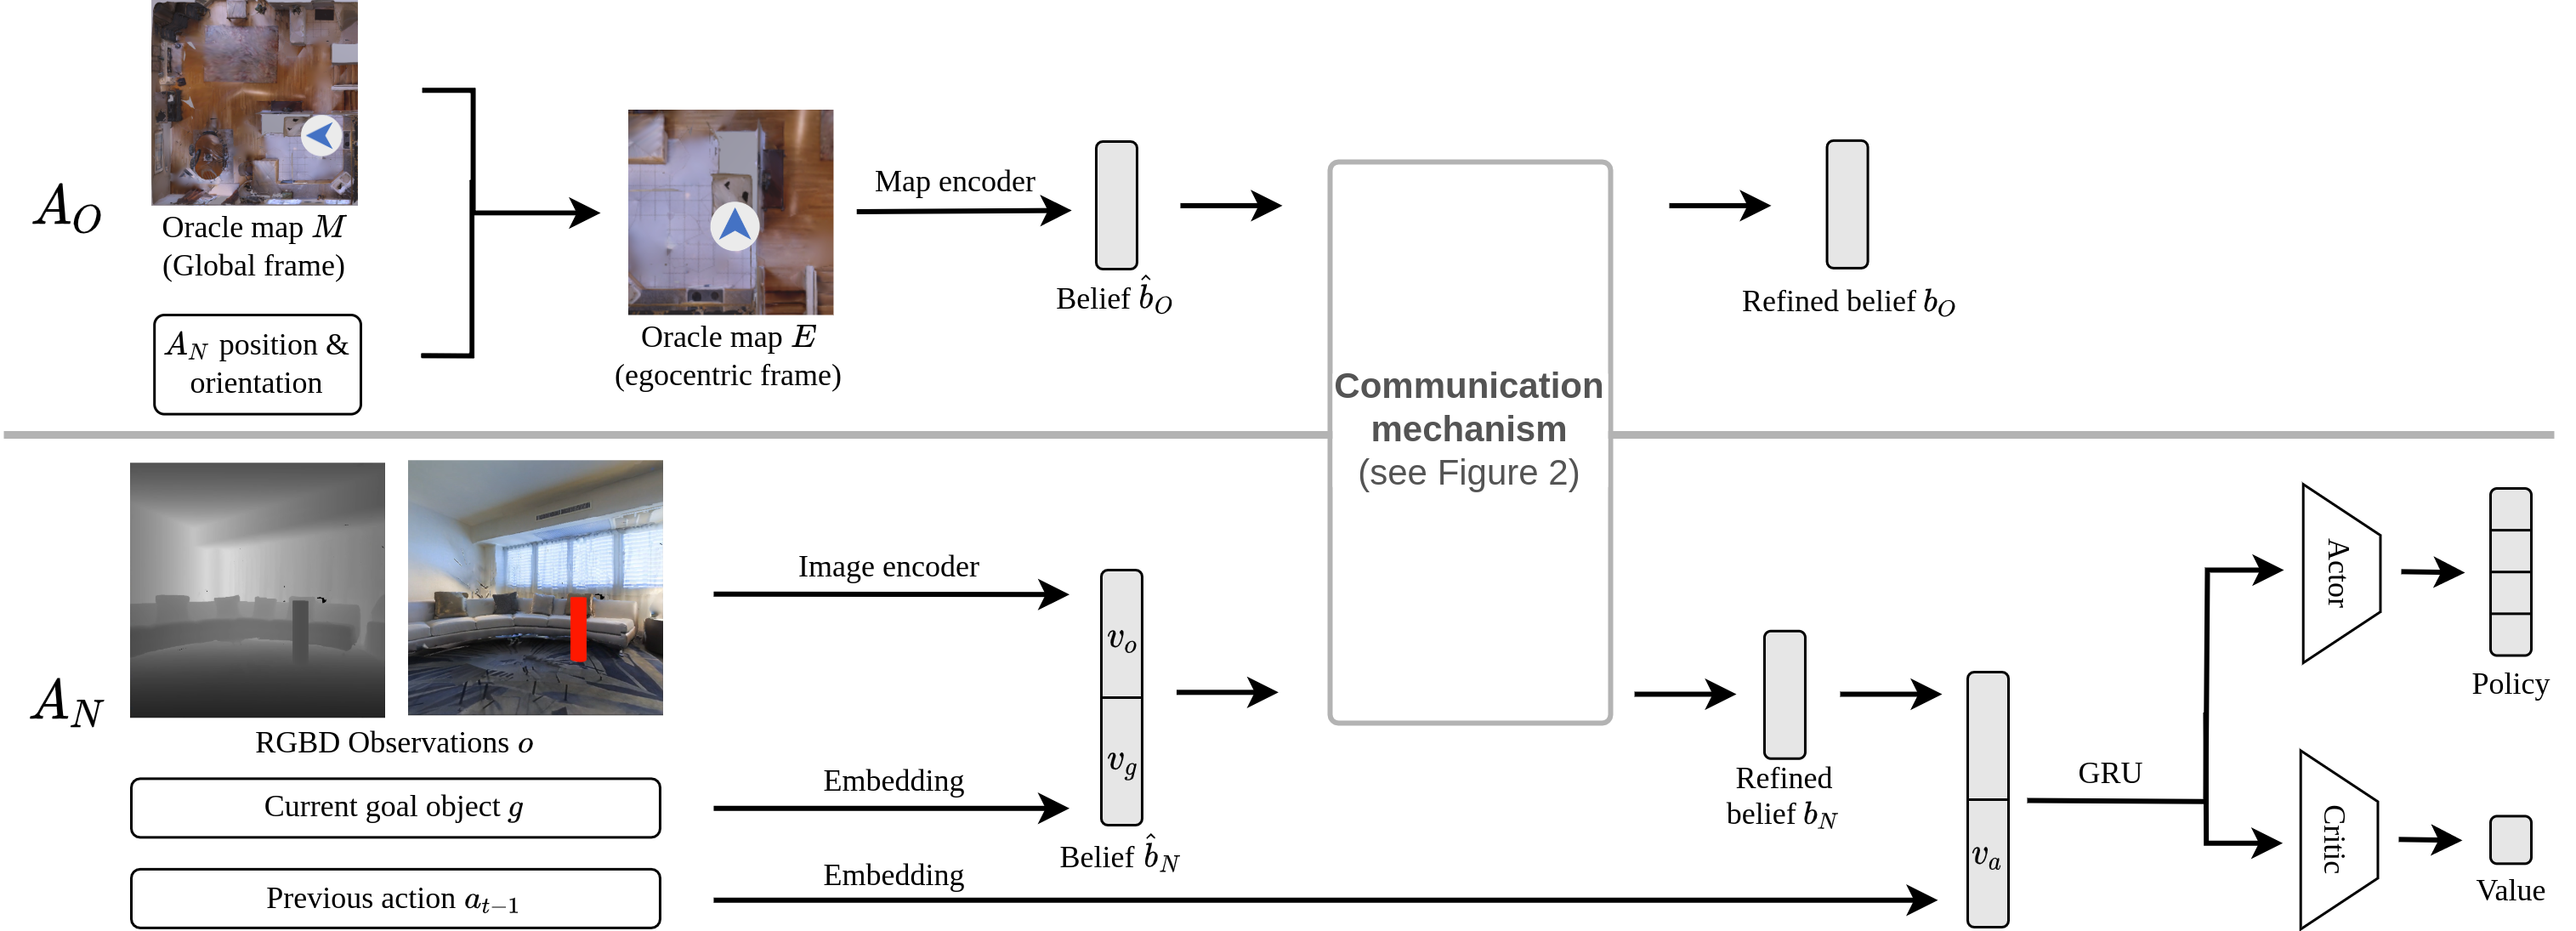 A_O
Oracle map M
(Global frame)
A_N position &
orientation
Oracle map E
(egocentric frame)
Map encoder
Belief b̂_O
Communication
mechanism
(see Figure 2)
Refined belief b_O
A_N
RGBD Observations o
Current goal object g
Previous action a_{t−1}
Image encoder
Embedding
Embedding
v_o
v_g
Belief b̂_N
Refined
belief b_N
v_a
GRU
Actor
Critic
Policy
Value